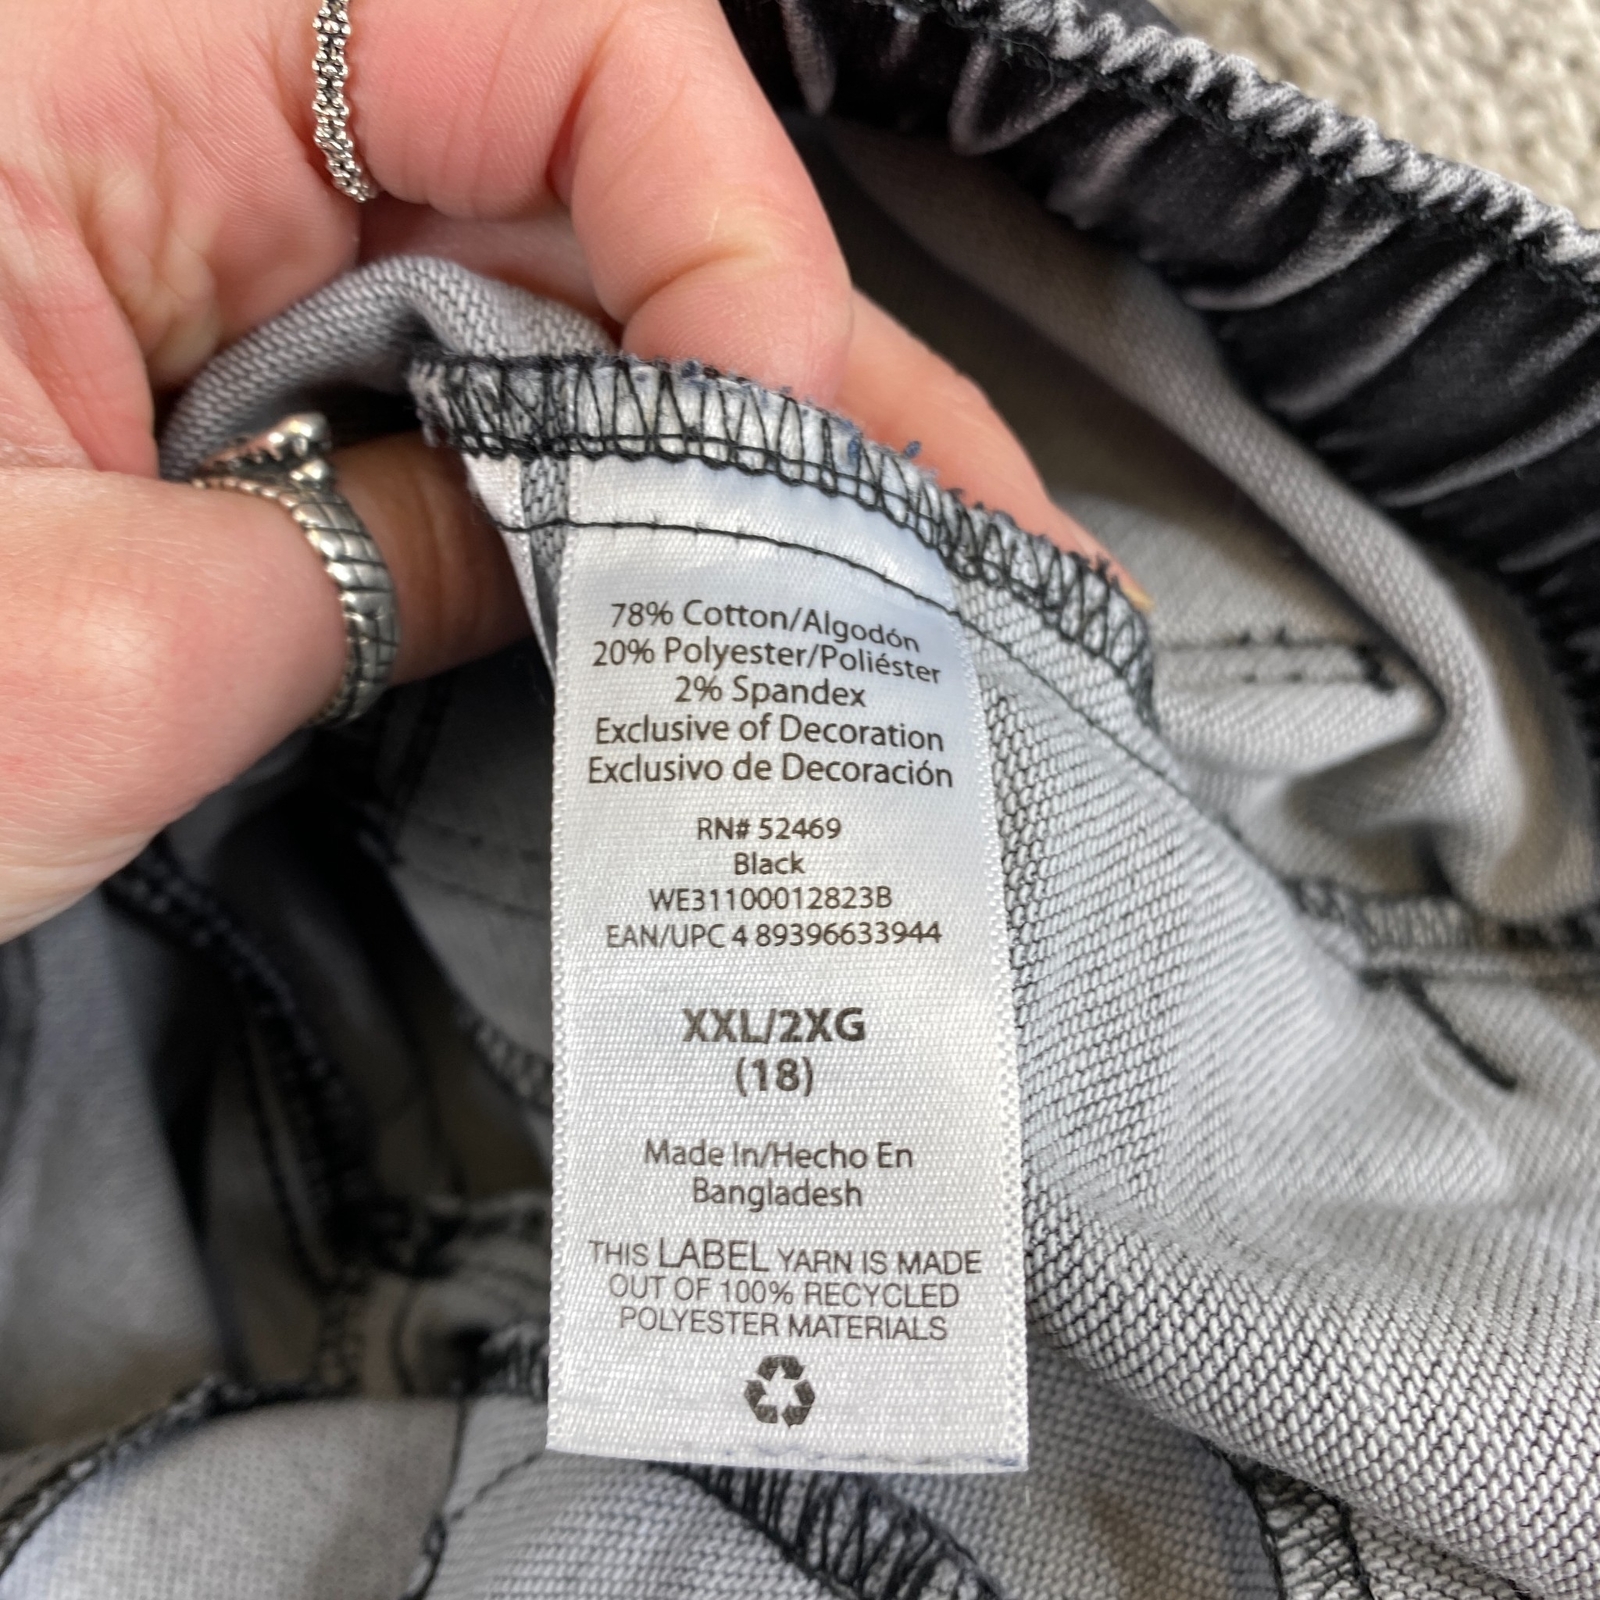 78% Cotton/Algodón
20% Polyester/Poliéster
2% Spandex
Exclusive of Decoration
Exclusivo de Decoración
RN# 52469
Black
WE31100012823B
EAN/UPC 4 89396633944
XXL/2XG
(18)
Made In/Hecho En
Bangladesh
THIS LABEL YARN IS MADE
OUT OF 100% RECYCLED
POLYESTER MATERIALS